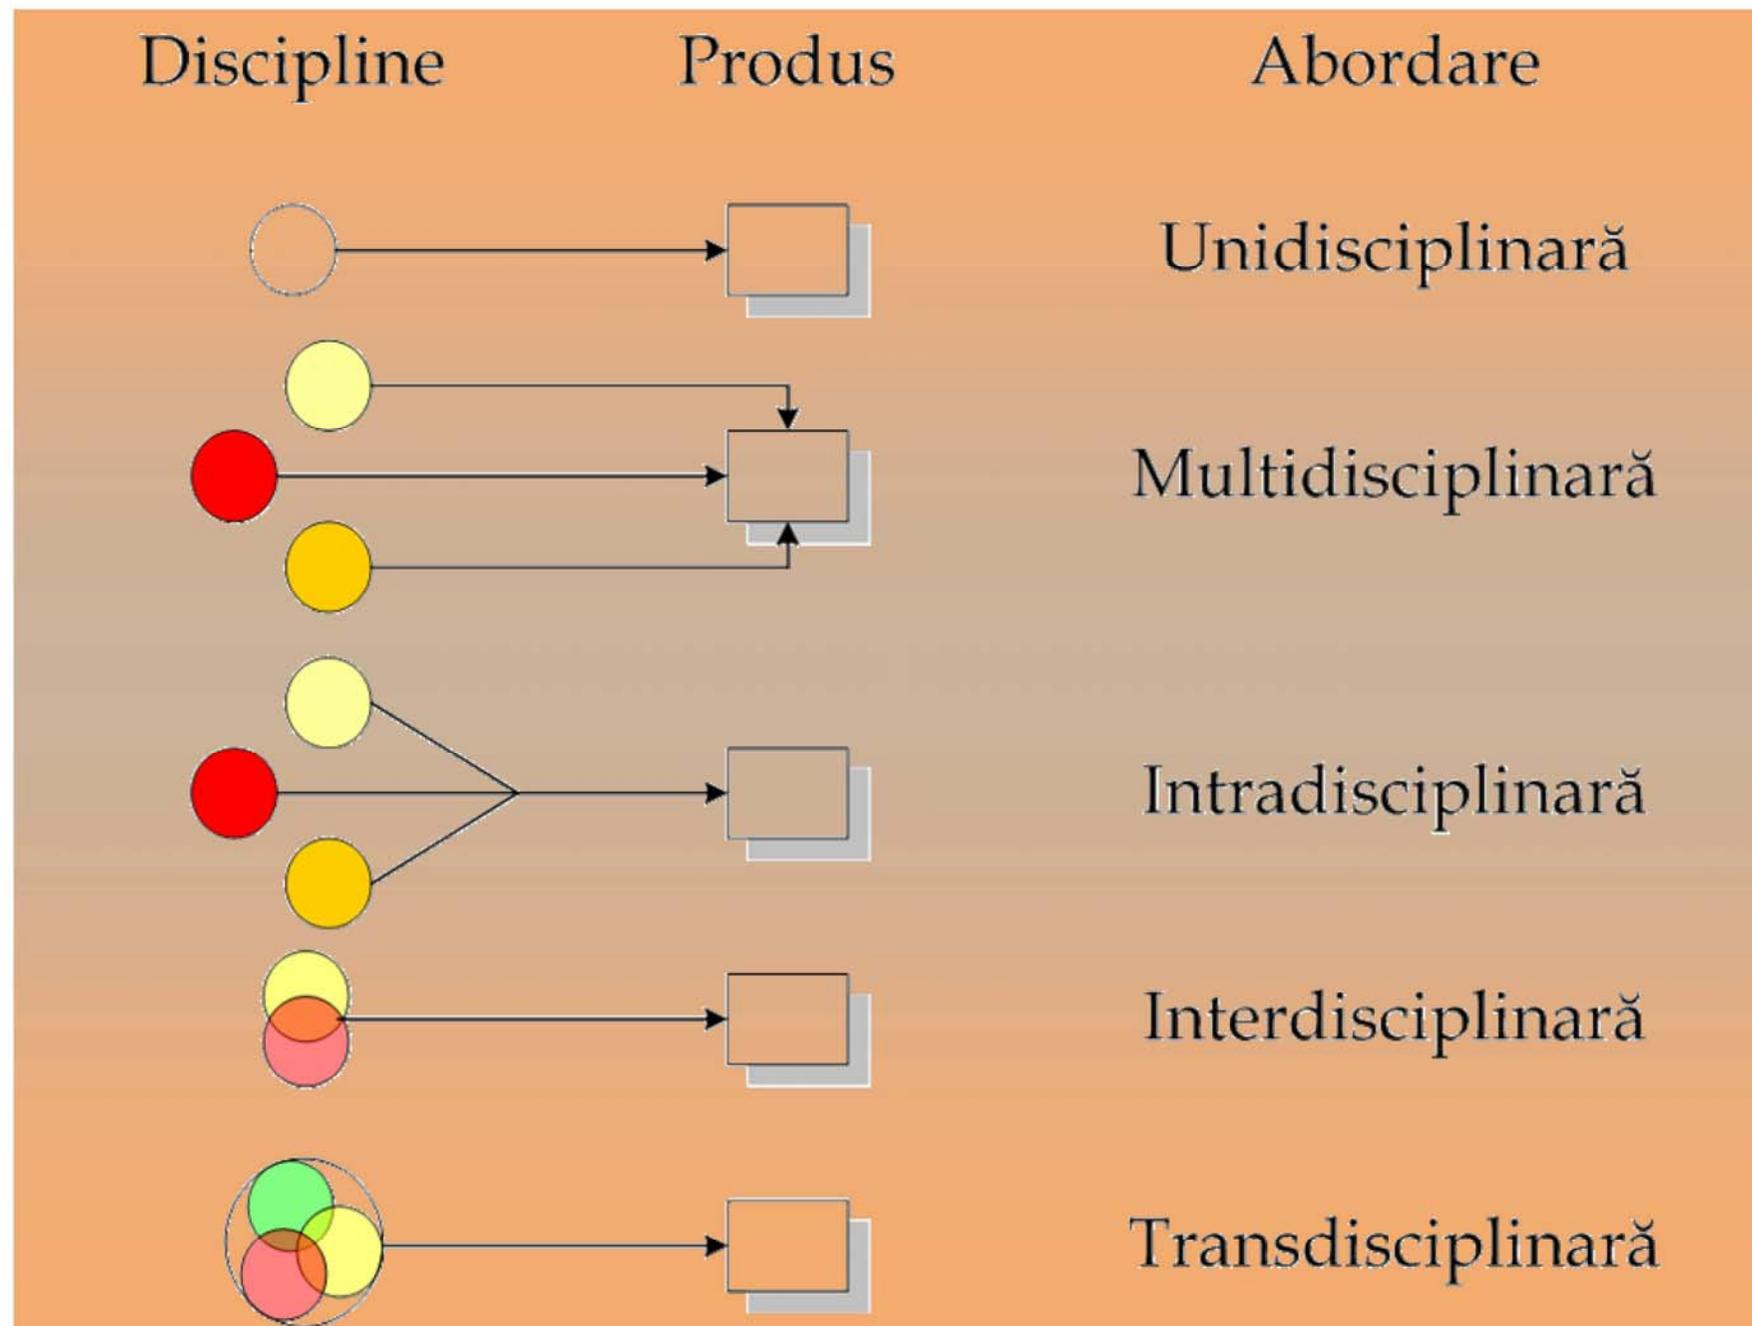 Discipline Produs Abordare
Unidisciplinară
Multidisciplinară
Intradisciplinară
Interdisciplinară
Transdisciplinară